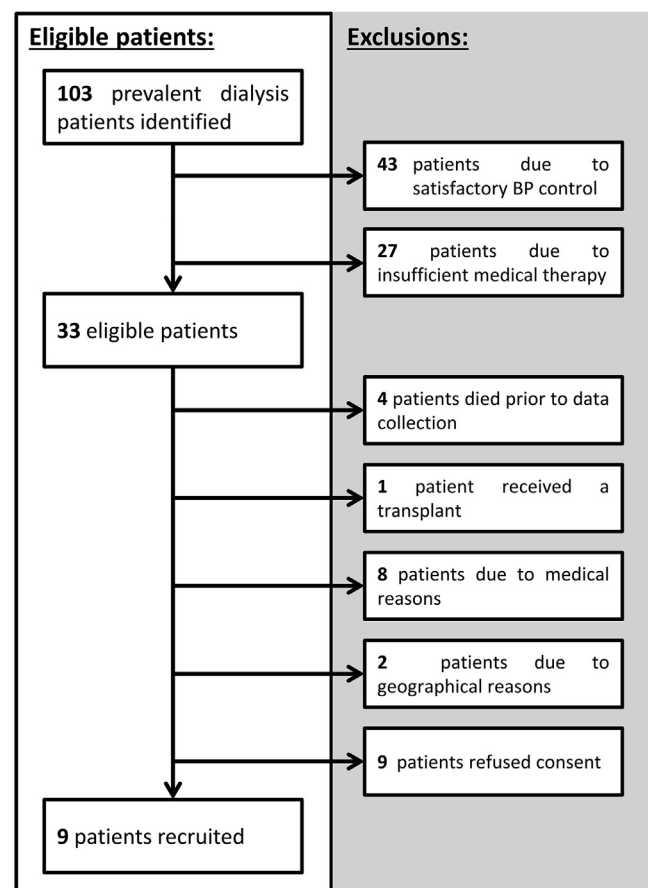 Eligible patients:
Exclusions:
103 prevalent dialysis
patients identified
43 patients due to
satisfactory BP control
27 patients due to
insufficient medical therapy
33 eligible patients
4 patients died prior to data
collection
1 patient received a
transplant
8 patients due to medical
reasons
2 patients due to
geographical reasons
9 patients refused consent
9 patients recruited